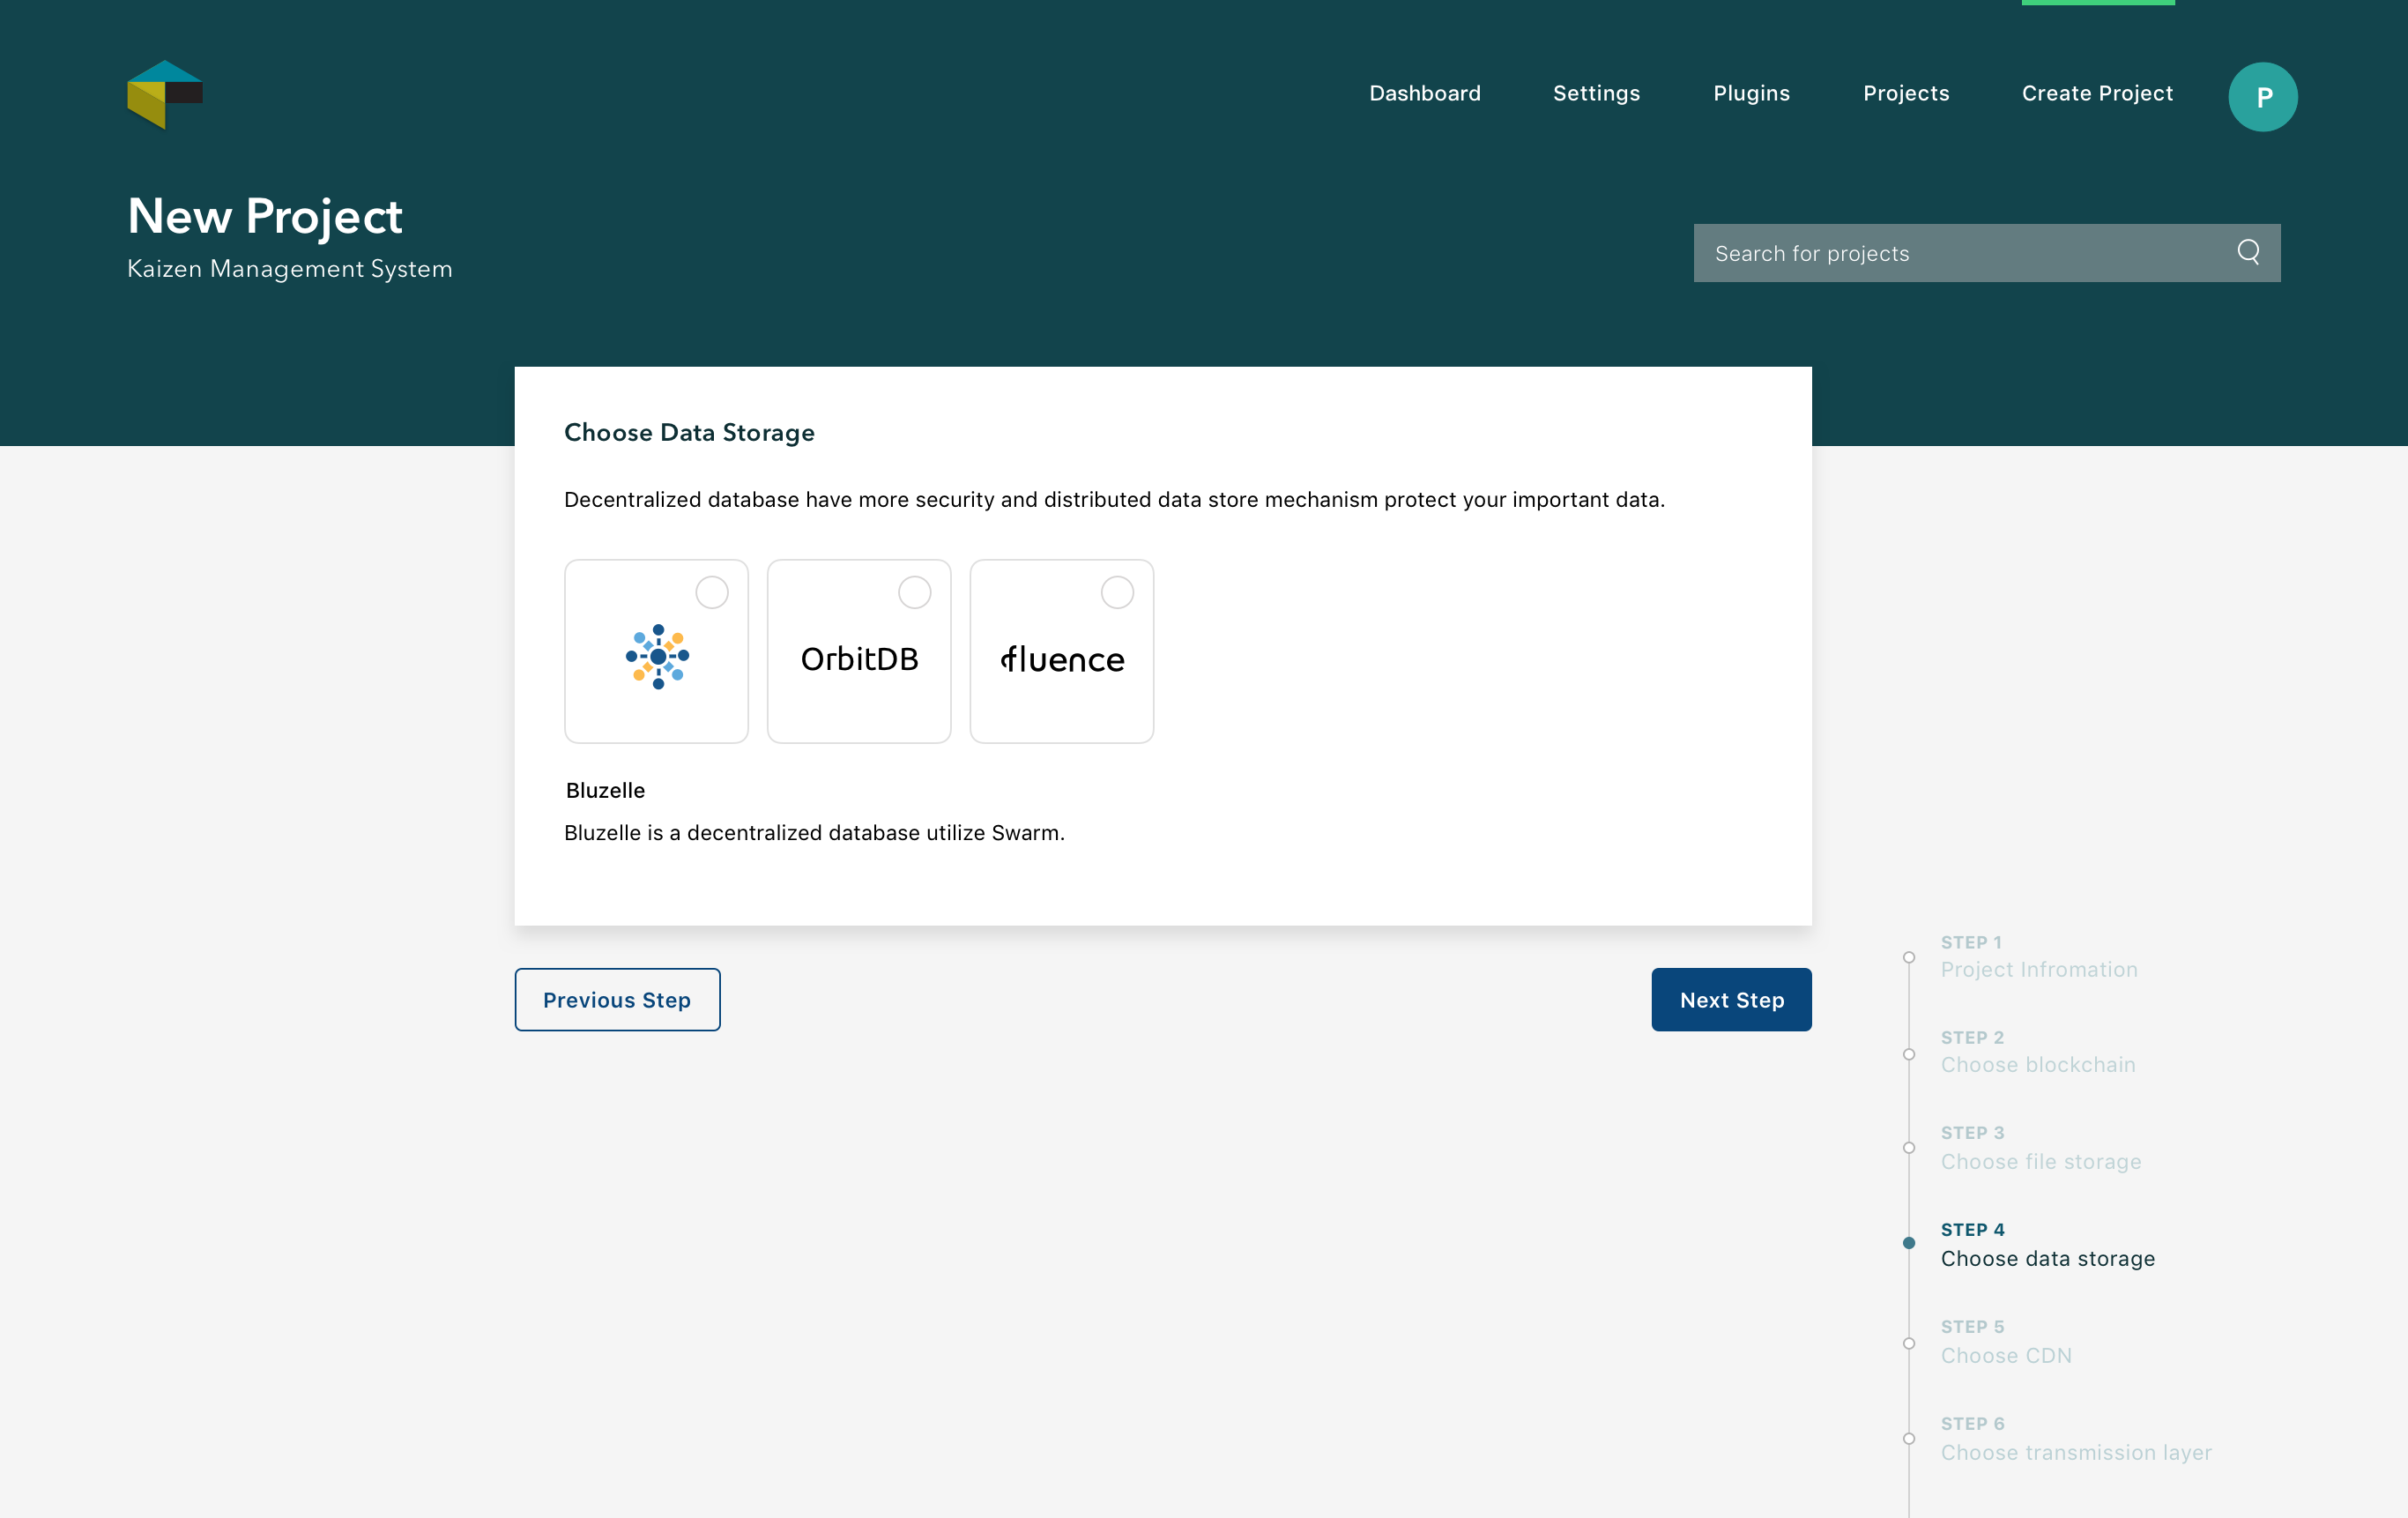 Dashboard
Settings
Plugins
Projects
Create Project
P
New Project
Kaizen Management System
Search for projects
Choose Data Storage
Decentralized database have more security and distributed data store mechanism protect your important data.
OrbitDB
fluence
Bluzelle
Bluzelle is a decentralized database utilize Swarm.
Previous Step
Next Step
STEP 1
Project Infromation
STEP 2
Choose blockchain
STEP 3
Choose file storage
STEP 4
Choose data storage
STEP 5
Choose CDN
STEP 6
Choose transmission layer